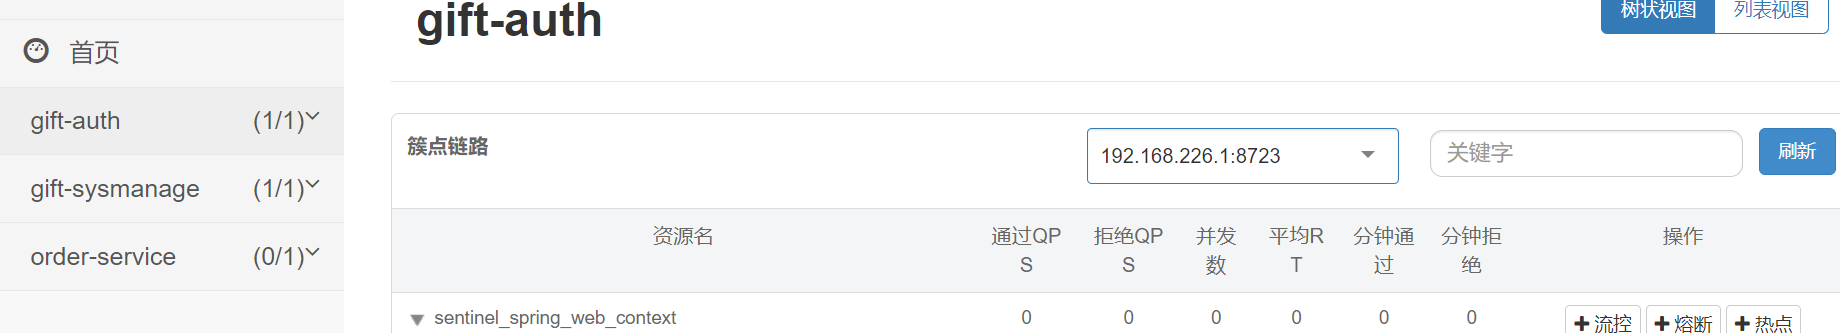 gift-auth
树状视图 列表视图
首页
gift-auth (1/1)
gift-sysmanage (1/1)
order-service (0/1)
簇点链路 192.168.226.1:8723 关键字 刷新
资源名 通过QPS 拒绝QPS 并发数 平均RT 分钟通过 分钟拒绝 操作
sentinel_spring_web_context 0 0 0 0 0 0 +流控 +熔断 +热点